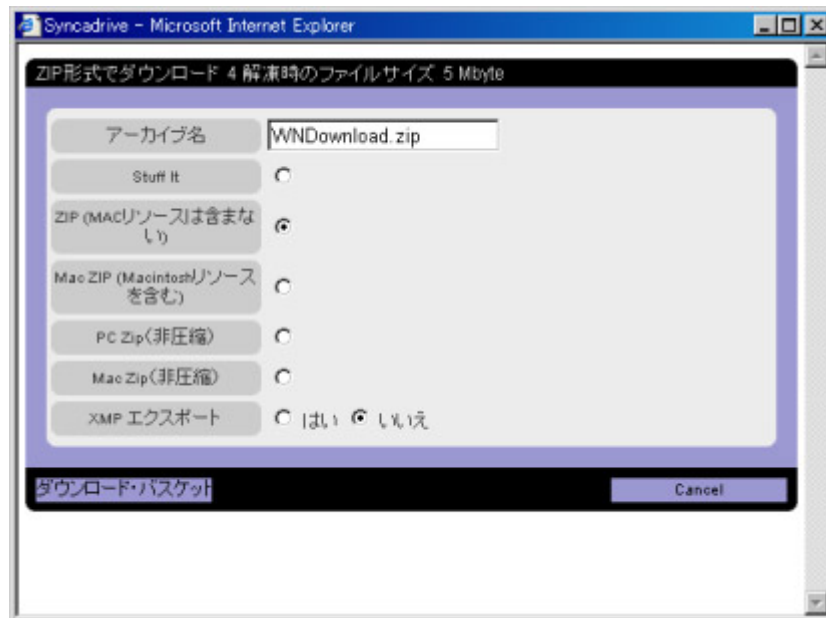 Syncadrive - Microsoft Internet Explorer
ZIP形式でダウンロード 4 解凍時のファイルサイズ 5 Mbyte
アーカイブ名
WNDownload.zip
Stuff It
ZIP (MACリソースは含まな
い)
Mac ZIP (Macintoshリソース
を含む)
PC Zip(非圧縮)
Mac Zip(非圧縮)
XMP エクスポート
はい いいえ
ダウンロード・バスケット
Cancel